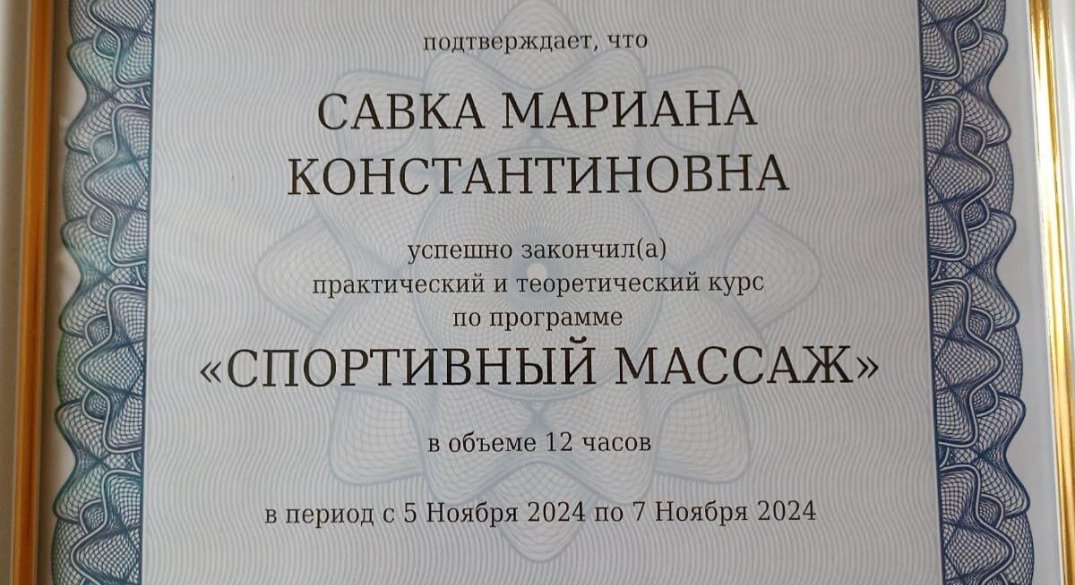 подтверждает, что
САВКА МАРИАНА
КОНСТАНТИНОВНА
успешно закончил(а)
практический и теоретический курс
по программе
«СПОРТИВНЫЙ МАССАЖ»
в объеме 12 часов
в период с 5 Ноября 2024 по 7 Ноября 2024